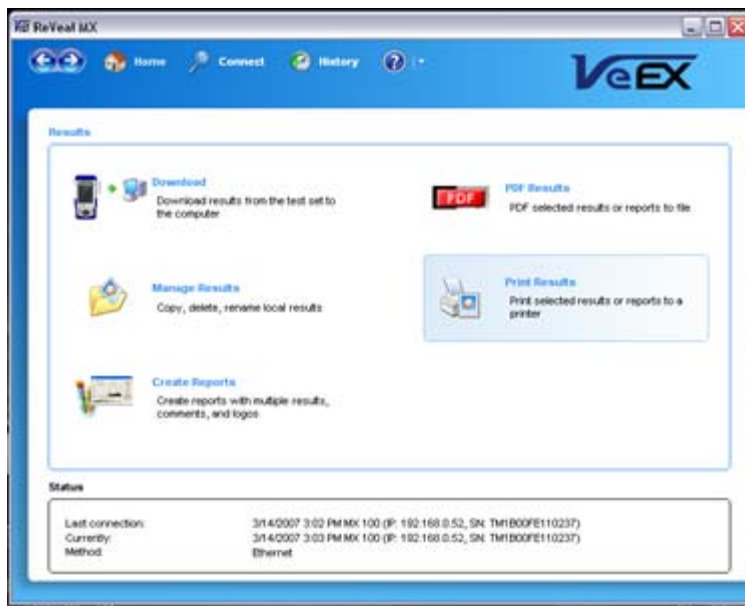 ReVeal MX
Home Connect History ?
VeEX
Results
Download
Download results from the test set to
the computer
PDF
PDF Results
PDF selected results or reports to file
Manage Results
Copy, delete, rename local results
Print Results
Print selected results or reports to a
printer
Create Reports
Create reports with multiple results,
comments, and logos
Status
Last connection: 3/14/2007 3:02 PM MX 100 (IP: 192.168.0.52, SN: TM1B00FE110237)
Currently: 3/14/2007 3:03 PM MX 100 (IP: 192.168.0.52, SN: TM1B00FE110237)
Method: Ethernet